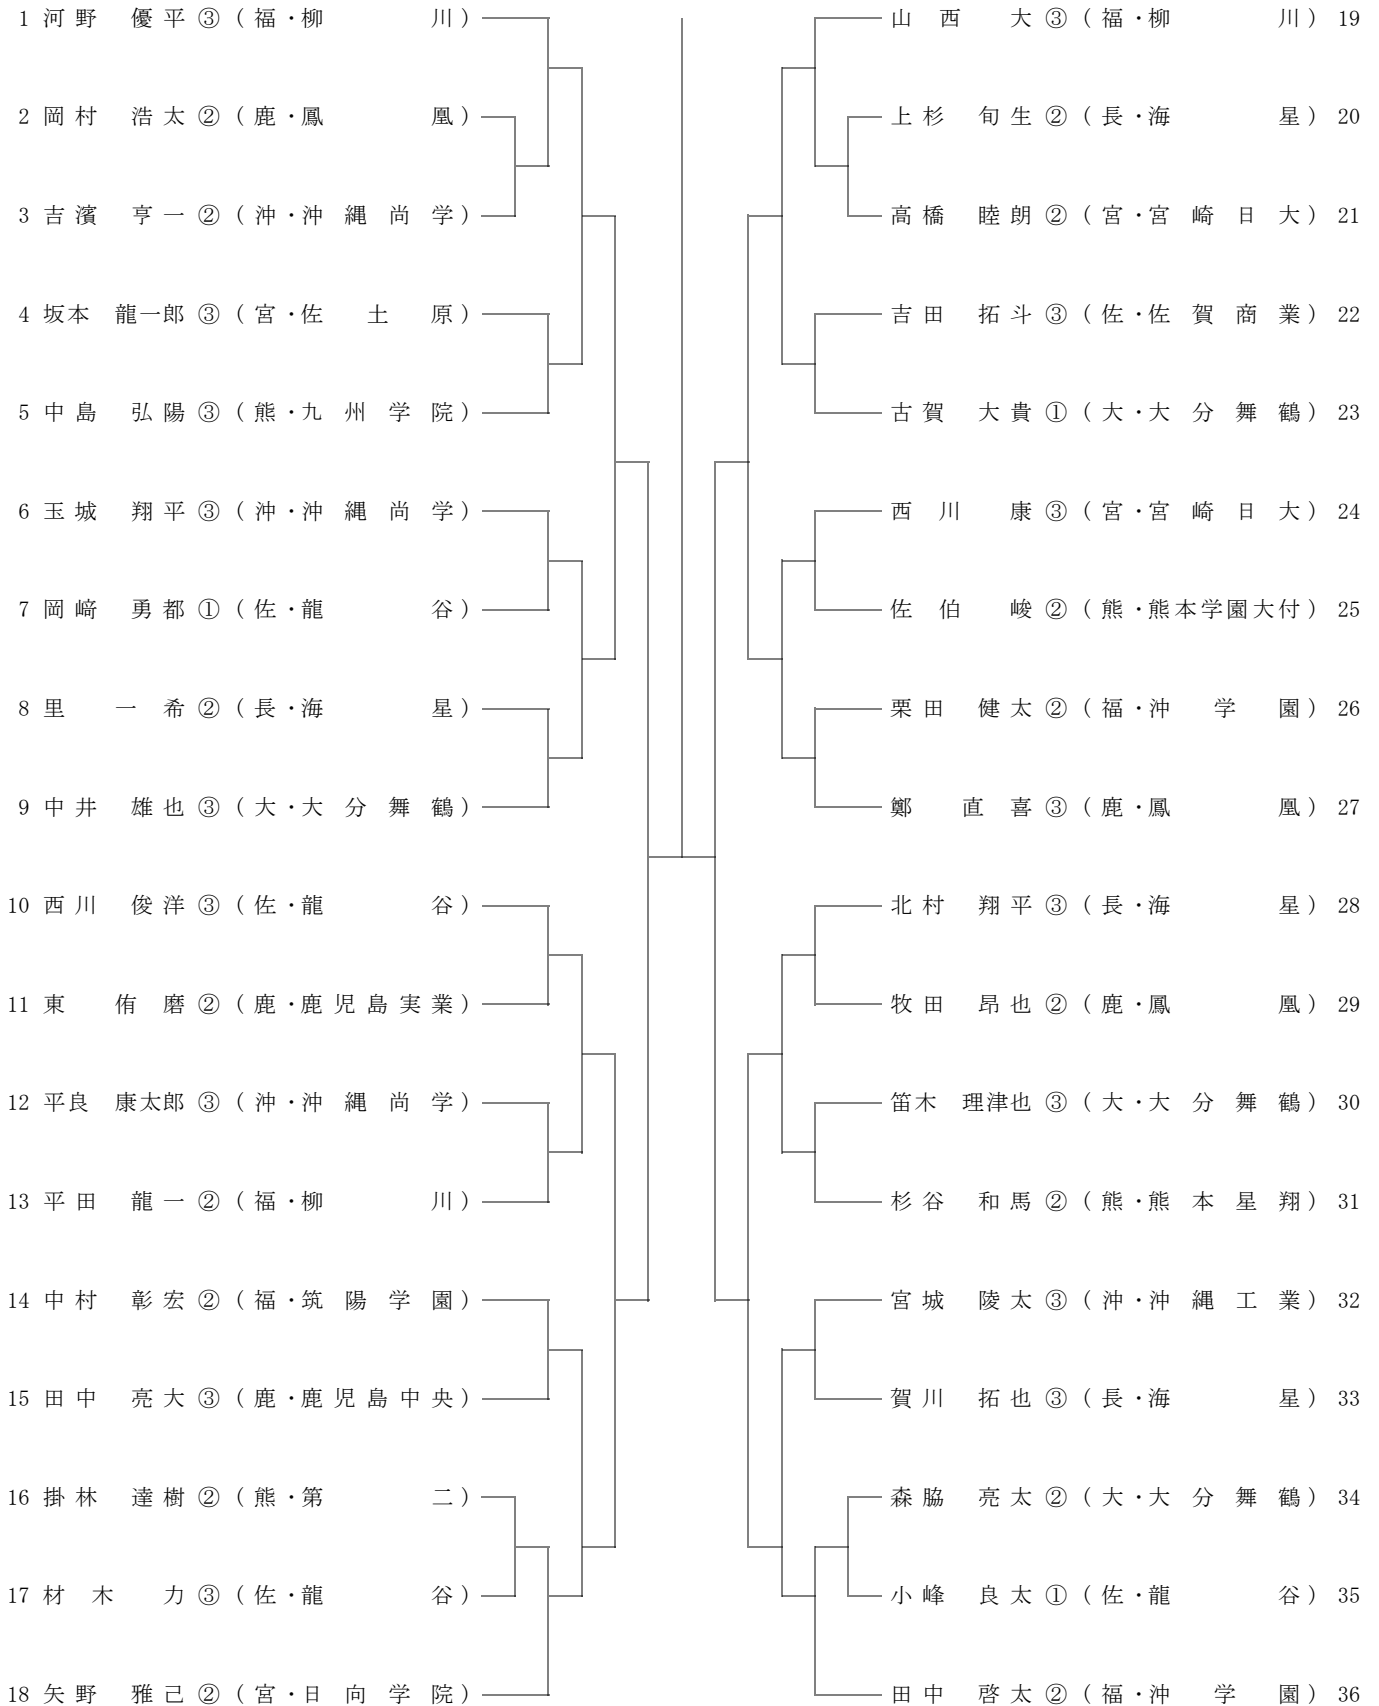 1 河野 優平 ③ (福・柳川)
2 岡村 浩太 ② (鹿・鳳凰)
3 吉濱 亨一 ② (沖・沖縄尚学)
4 坂本 龍一郎 ③ (宮・佐土原)
5 中島 弘陽 ③ (熊・九州学院)
6 玉城 翔平 ③ (沖・沖縄尚学)
7 岡﨑 勇都 ① (佐・龍谷)
8 里 一希 ② (長・海星)
9 中井 雄也 ③ (大・大分舞鶴)
10 西川 俊洋 ③ (佐・龍谷)
11 東 侑磨 ② (鹿・鹿児島実業)
12 平良 康太郎 ③ (沖・沖縄尚学)
13 平田 龍一 ② (福・柳川)
14 中村 彰宏 ② (福・筑陽学園)
15 田中 亮大 ③ (鹿・鹿児島中央)
16 掛林 達樹 ② (熊・第二)
17 材木 力 ③ (佐・龍谷)
18 矢野 雅己 ② (宮・日向学院)
山西 大 ③ (福・柳川) 19
上杉 旬生 ② (長・海星) 20
高橋 睦朗 ② (宮・宮崎日大) 21
吉田 拓斗 ③ (佐・佐賀商業) 22
古賀 大貴 ① (大・大分舞鶴) 23
西川 康 ③ (宮・宮崎日大) 24
佐伯 峻 ② (熊・熊本学園大付) 25
栗田 健太 ② (福・沖学園) 26
鄭 直喜 ③ (鹿・鳳凰) 27
北村 翔平 ③ (長・海星) 28
牧田 昂也 ② (鹿・鳳凰) 29
笛木 理津也 ③ (大・大分舞鶴) 30
杉谷 和馬 ② (熊・熊本星翔) 31
宮城 陵太 ③ (沖・沖縄工業) 32
賀川 拓也 ③ (長・海星) 33
森脇 亮太 ② (大・大分舞鶴) 34
小峰 良太 ① (佐・龍谷) 35
田中 啓太 ② (福・沖学園) 36